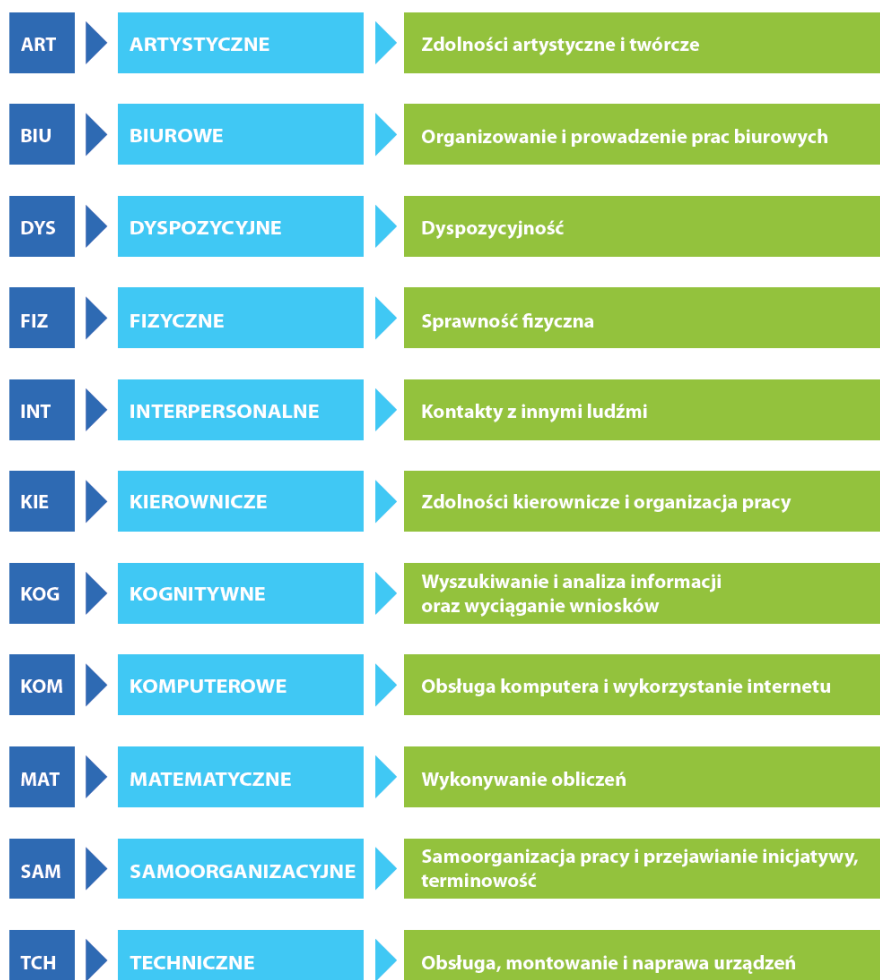 ART ARTYSTYCZNE Zdolności artystyczne i twórcze
BIU BIUROWE Organizowanie i prowadzenie prac biurowych
DYS DYSPOZYCYJNE Dyspozycyjność
FIZ FIZYCZNE Sprawność fizyczna
INT INTERPERSONALNE Kontakty z innymi ludźmi
KIE KIEROWNICZE Zdolności kierownicze i organizacja pracy
KOG KOGNITYWNE Wyszukiwanie i analiza informacji
oraz wyciąganie wniosków
KOM KOMPUTEROWE Obsługa komputera i wykorzystanie internetu
MAT MATEMATYCZNE Wykonywanie obliczeń
SAM SAMOORGANIZACYJNE Samoorganizacja pracy i przejawianie inicjatywy,
terminowość
TCH TECHNICZNE Obsługa, montowanie i naprawa urządzeń